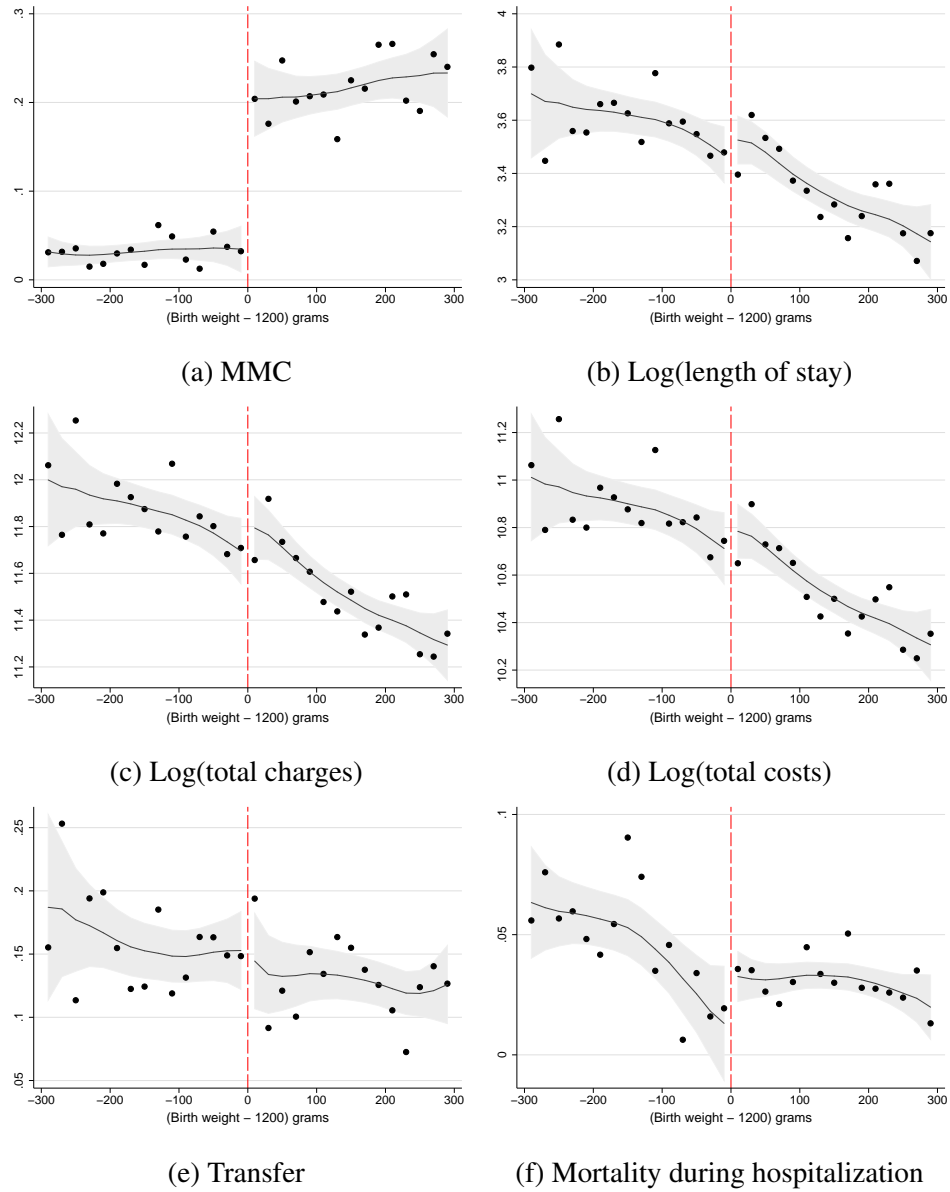 .3
.2
.1
0
−300 −200 −100 0 100 200 300
(Birth weight − 1200) grams
(a) MMC
4
3.8
3.6
3.4
3.2
3
−300 −200 −100 0 100 200 300
(Birth weight − 1200) grams
(b) Log(length of stay)
12.2
12
11.8
11.6
11.4
11.2
−300 −200 −100 0 100 200 300
(Birth weight − 1200) grams
(c) Log(total charges)
11.2
11
10.8
10.6
10.4
10.2
−300 −200 −100 0 100 200 300
(Birth weight − 1200) grams
(d) Log(total costs)
.25
.2
.15
.1
.05
−300 −200 −100 0 100 200 300
(Birth weight − 1200) grams
(e) Transfer
.1
.05
0
−300 −200 −100 0 100 200 300
(Birth weight − 1200) grams
(f) Mortality during hospitalization